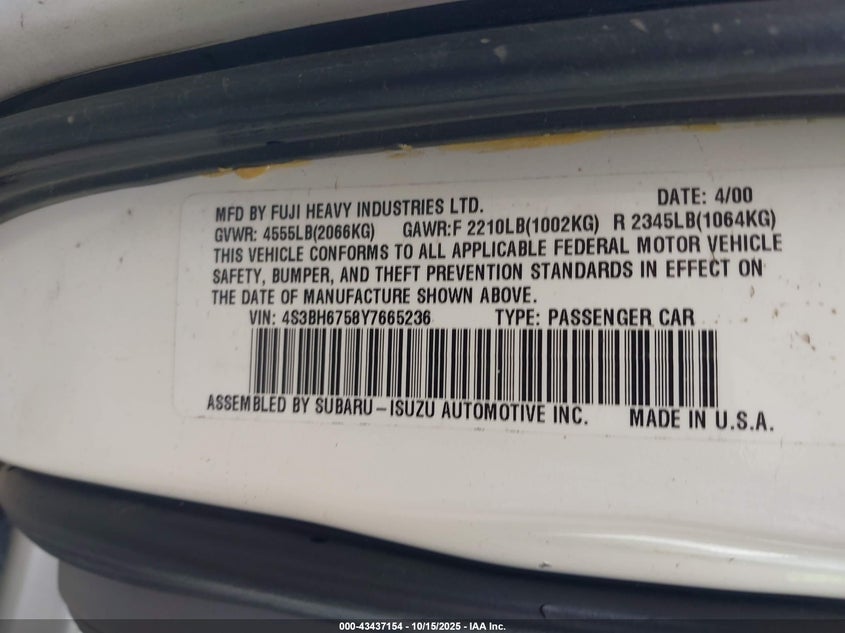 MFD BY FUJI HEAVY INDUSTRIES LTD. DATE: 4/00
GVWR: 4555LB(2066KG) GAWR:F 2210LB(1002KG) R 2345LB(1064KG)
THIS VEHICLE CONFORMS TO ALL APPLICABLE FEDERAL MOTOR VEHICLE
SAFETY, BUMPER, AND THEFT PREVENTION STANDARDS IN EFFECT ON
THE DATE OF MANUFACTURE SHOWN ABOVE.
VIN: 4S3BH6758Y7665236 TYPE: PASSENGER CAR
ASSEMBLED BY SUBARU-ISUZU AUTOMOTIVE INC. MADE IN U.S.A.
000-43437154 - 10/15/2025 - IAA Inc.